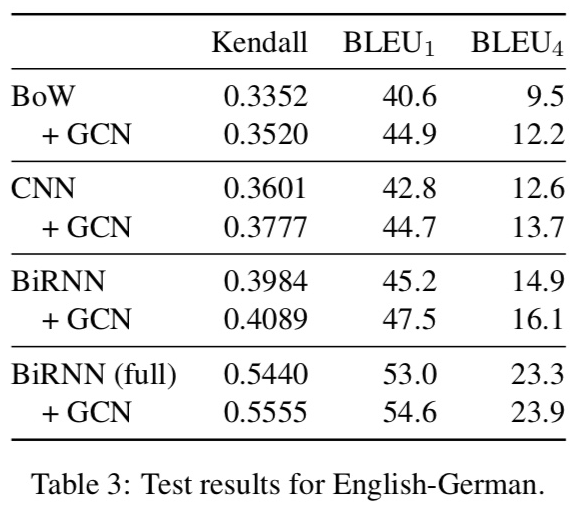 Kendall BLEU₁ BLEU₄
BoW 0.3352 40.6 9.5
+ GCN 0.3520 44.9 12.2
CNN 0.3601 42.8 12.6
+ GCN 0.3777 44.7 13.7
BiRNN 0.3984 45.2 14.9
+ GCN 0.4089 47.5 16.1
BiRNN (full) 0.5440 53.0 23.3
+ GCN 0.5555 54.6 23.9
Table 3: Test results for English-German.